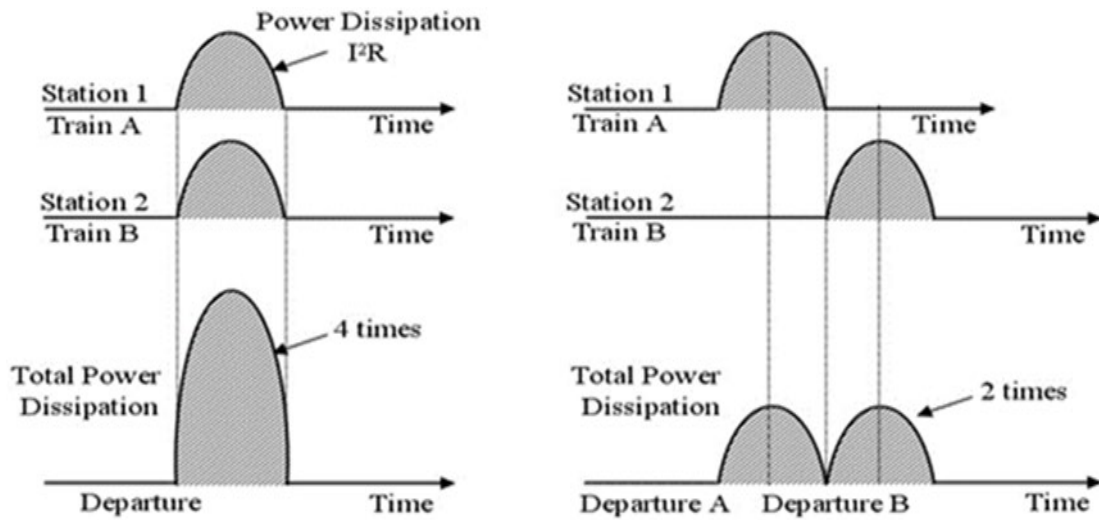 Power Dissipation
I²R
Station 1
Train A
Time
Station 2
Train B
Time
4 times
Total Power
Dissipation
Departure
Time
Station 1
Train A
Time
Station 2
Train B
Time
2 times
Total Power
Dissipation
Departure A
Departure B
Time